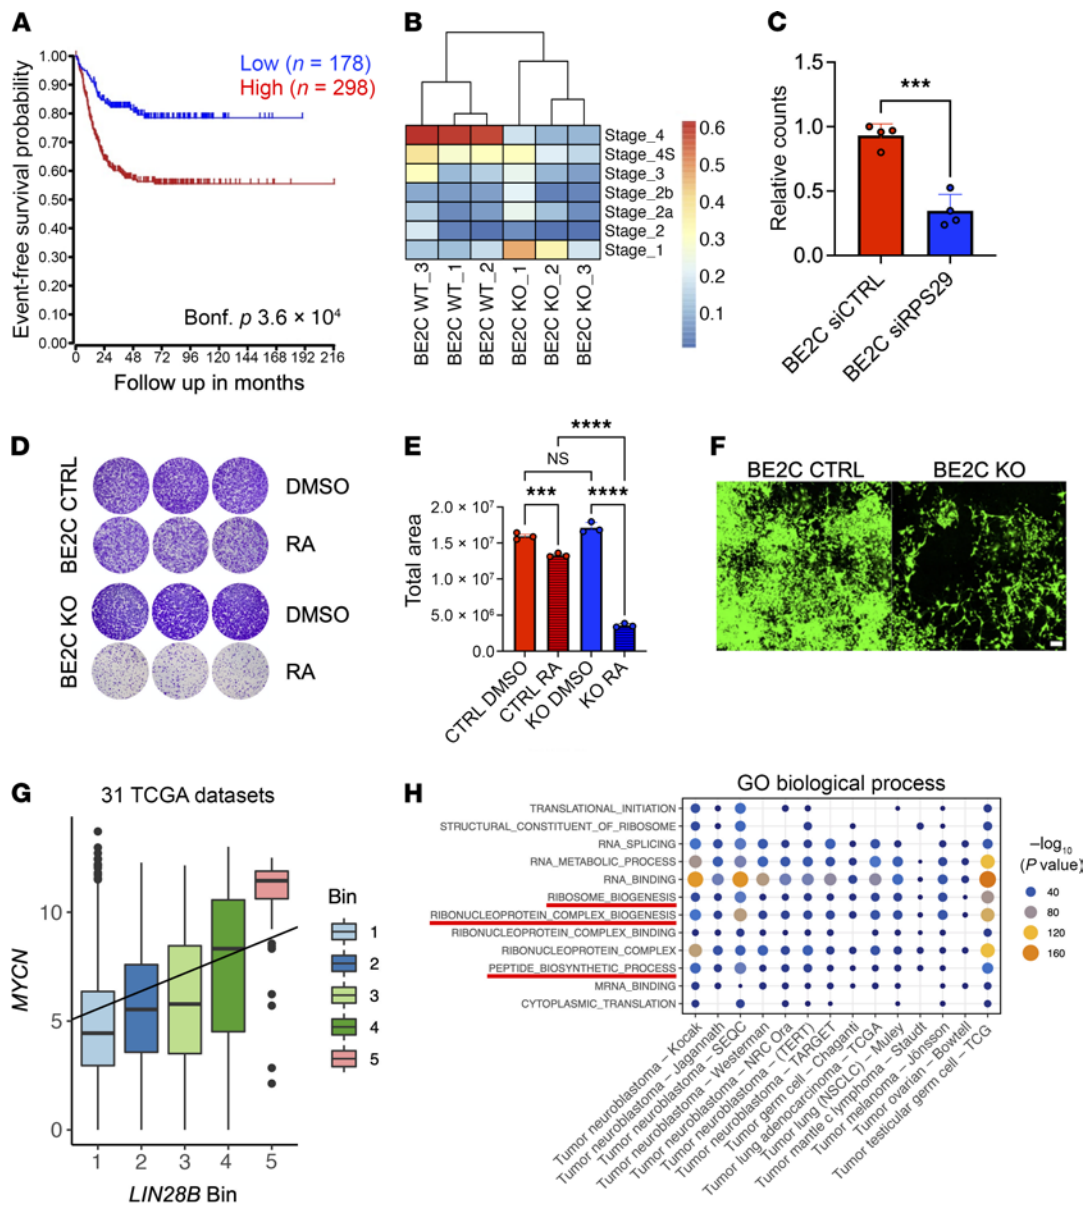 A
Event-free survival probability
1.00
0.90
0.80
0.70
0.60
0.50
0.40
0.30
0.20
0.10
0.00
Low (n = 178)
High (n = 298)
Bonf. p 3.6 × 10⁴
0 24 48 72 96 120 144 168 192 216
Follow up in months
B
Stage_4
Stage_4S
Stage_3
Stage_2b
Stage_2a
Stage_2
Stage_1
BE2C WT_3
BE2C WT_1
BE2C WT_2
BE2C KO_1
BE2C KO_2
BE2C KO_3
0.6
0.5
0.4
0.3
0.2
0.1
C
Relative counts
1.5
1.0
0.5
0.0
***
BE2C siCTRL
BE2C siRPS29
D
BE2C CTRL
DMSO
RA
BE2C KO
DMSO
RA
E
Total area
2.0 × 10⁷
1.5 × 10⁷
1.0 × 10⁷
5.0 × 10⁶
0.0
****
NS
*** ****
CTRL DMSO
CTRL RA
KO DMSO
KO RA
F
BE2C CTRL BE2C KO
G
31 TCGA datasets
MYCN
10
5
0
1 2 3 4 5
LIN28B Bin
Bin
1
2
3
4
5
H
GO biological process
TRANSLATIONAL_INITIATION
STRUCTURAL_CONSTITUENT_OF_RIBOSOME
RNA_SPLICING
RNA_METABOLIC_PROCESS
RNA_BINDING
RIBOSOME_BIOGENESIS
RIBONUCLEOPROTEIN_COMPLEX_BIOGENESIS
RIBONUCLEOPROTEIN_COMPLEX_BINDING
RIBONUCLEOPROTEIN_COMPLEX
PEPTIDE_BIOSYNTHETIC_PROCESS
MRNA_BINDING
CYTOPLASMIC_TRANSLATION
Tumor neuroblastoma – Kocak
Tumor neuroblastoma – Jagannath
Tumor neuroblastoma – SEQC
Tumor neuroblastoma – Westerman
Tumor neuroblastoma – NRC Ora
Tumor neuroblastoma – (TERT)
Tumor neuroblastoma – TARGET
Tumor germ cell – Chaganti
Tumor lung adenocarcinoma – TCGA
Tumor lung (NSCLC) – Muley
Tumor mantle c lymphoma – Staudt
Tumor melanoma – Jönsson
Tumor ovarian – Bowtell
Tumor testicular germ cell – TCG
–log₁₀
(P value)
40
80
120
160